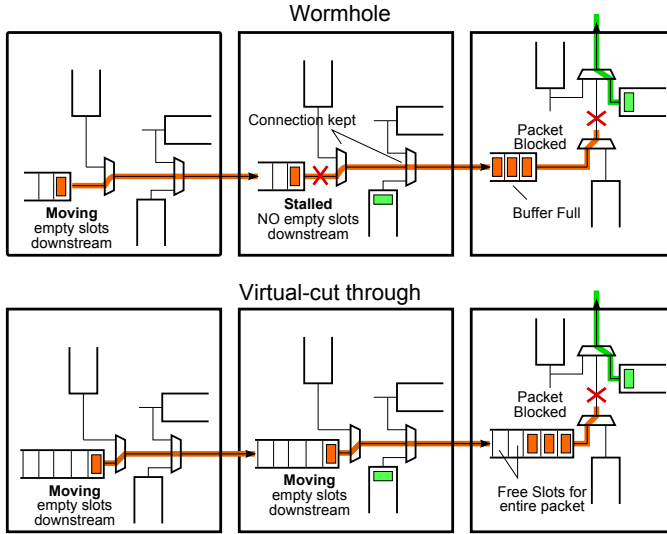 Wormhole
Connection kept
Packet
Blocked
Moving
empty slots
downstream
Stalled
NO empty slots
downstream
Buffer Full
Virtual-cut through
Packet
Blocked
Moving
empty slots
downstream
Moving
empty slots
downstream
Free Slots for
entire packet